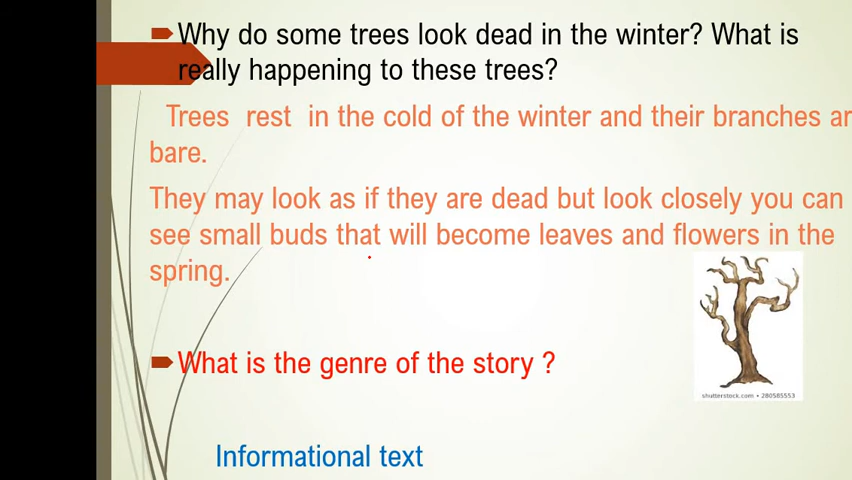 Why do some trees look dead in the winter? What is
really happening to these trees?
Trees rest in the cold of the winter and their branches ar
bare.
They may look as if they are dead but look closely you can
see small buds that will become leaves and flowers in the
spring.
shutterstock.com • 280585553
What is the genre of the story ?
Informational text